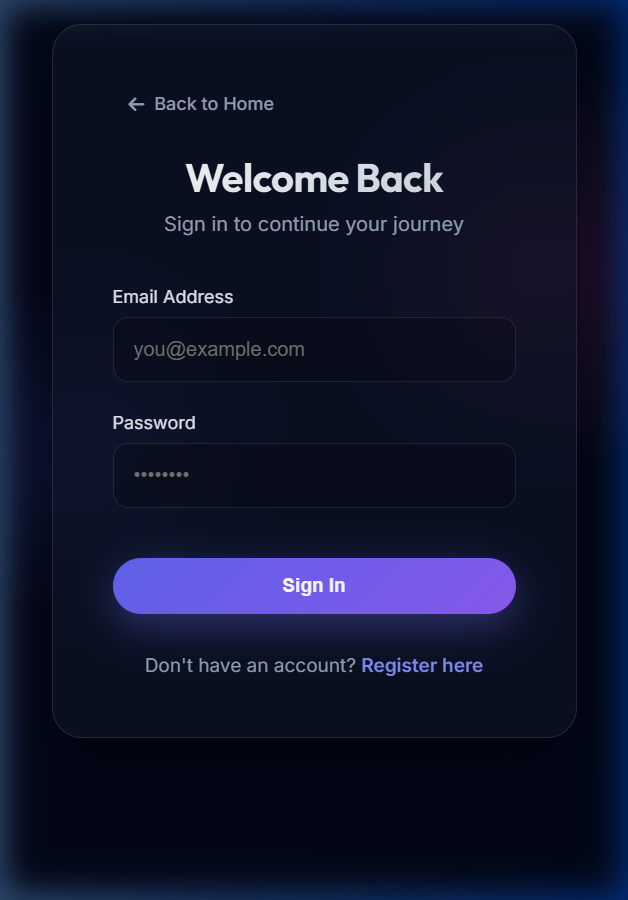 ← Back to Home
Welcome Back
Sign in to continue your journey
Email Address
you@example.com
Password
••••••••
Sign In
Don't have an account? Register here